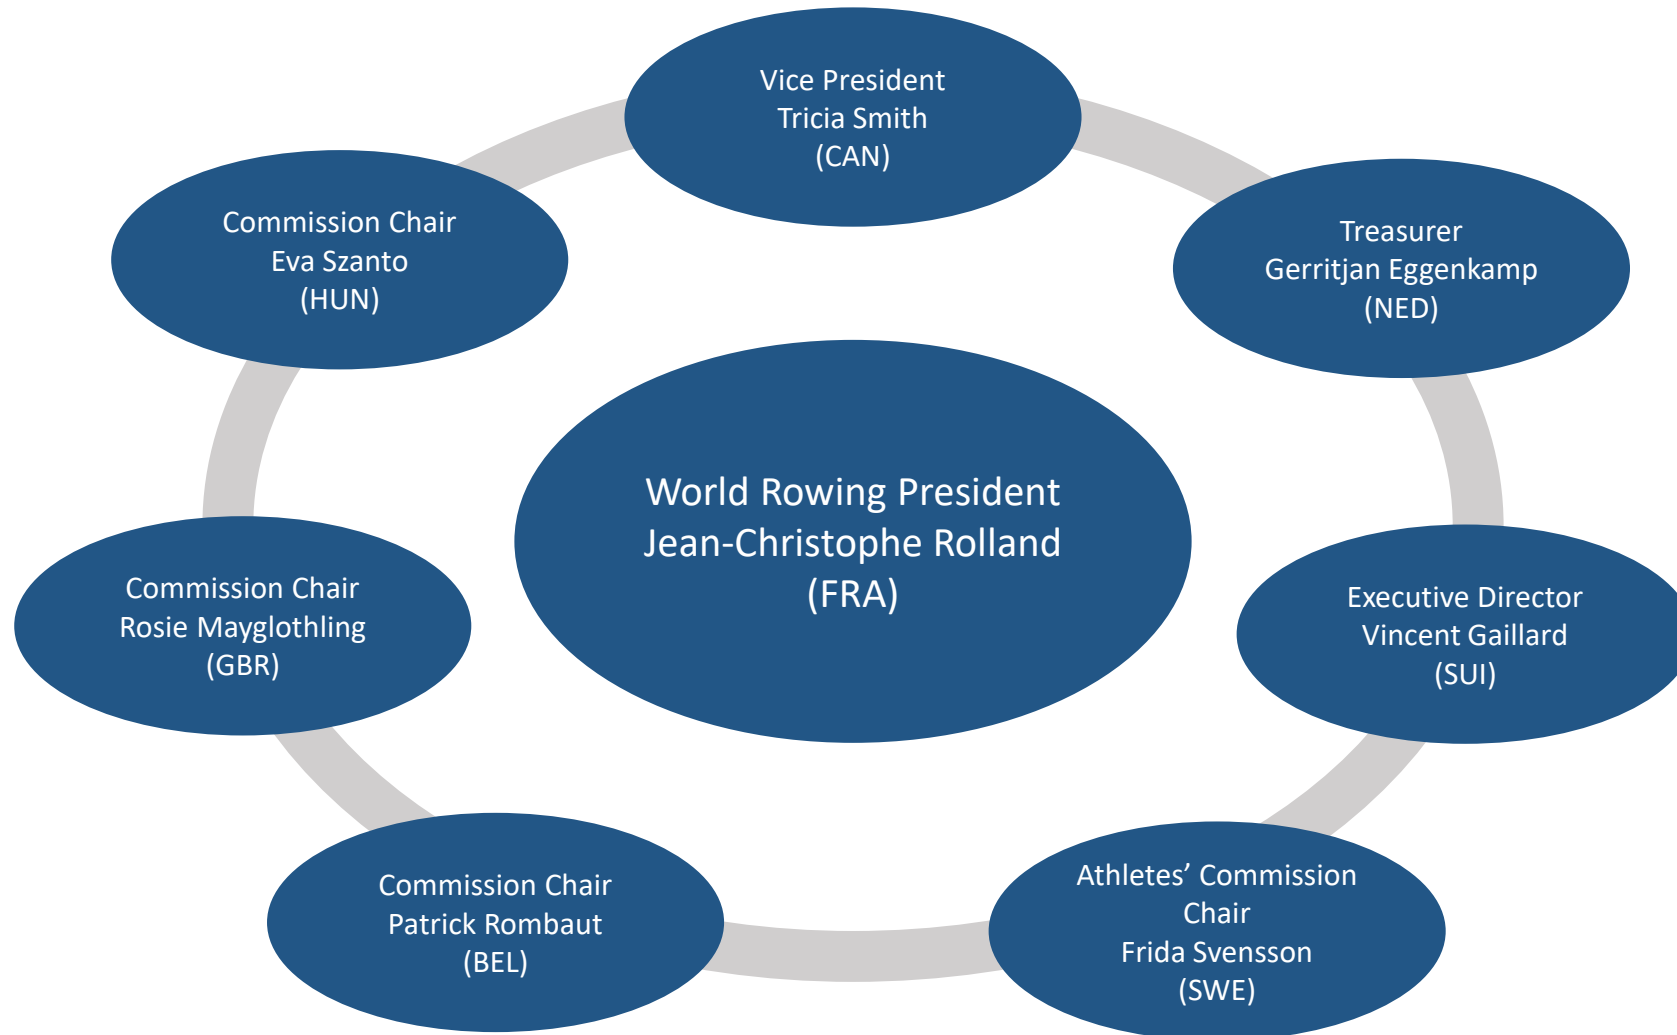 Vice President
Tricia Smith
(CAN)
Treasurer
Gerritjan Eggenkamp
(NED)
Executive Director
Vincent Gaillard
(SUI)
Athletes’ Commission
Chair
Frida Svensson
(SWE)
Commission Chair
Patrick Rombaut
(BEL)
Commission Chair
Rosie Mayglothling
(GBR)
Commission Chair
Eva Szanto
(HUN)
World Rowing President
Jean-Christophe Rolland
(FRA)